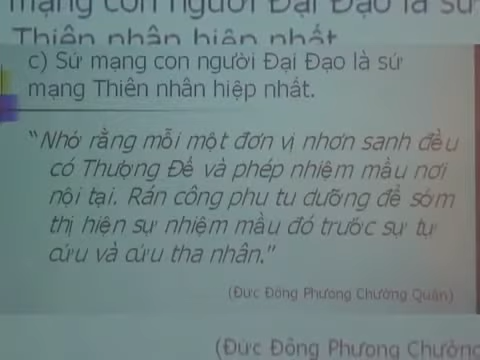 mạng con người Đại Đạo là sứ
Thiên nhân hiệp nhất.
c) Sứ mạng con người Đại Đạo là sứ
mạng Thiên nhân hiệp nhất.
“Nhớ rằng mỗi một đơn vị nhơn sanh đều
có Thượng Đế và phép nhiệm mầu nơi
nội tại. Rán công phu tu dưỡng để sớm
thị hiện sự nhiệm mầu đó trước sự tự
cứu và cứu tha nhân.”
(Đức Đông Phương Chưởng Quản)
(Đức Đông Phương Chưởng